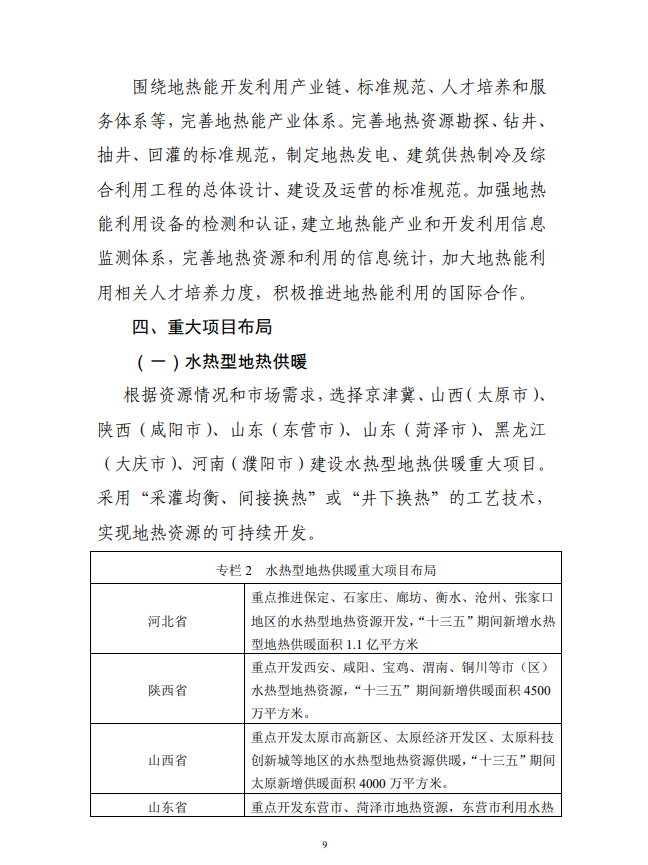 围绕地热能开发利用产业链、标准规范、人才培养和服
务体系等，完善地热能产业体系。完善地热资源勘探、钻井、
抽井、回灌的标准规范，制定地热发电、建筑供热制冷及综
合利用工程的总体设计、建设及运营的标准规范。加强地热
能利用设备的检测和认证，建立地热能产业和开发利用信息
监测体系，完善地热资源和利用的信息统计，加大地热能利
用相关人才培养力度，积极推进地热能利用的国际合作。
四、重大项目布局
（一）水热型地热供暖
根据资源情况和市场需求，选择京津冀、山西（太原市）、
陕西（咸阳市）、山东（东营市）、山东（菏泽市）、黑龙江
（大庆市）、河南（濮阳市）建设水热型地热供暖重大项目。
采用“采灌均衡、间接换热”或“井下换热”的工艺技术，
实现地热资源的可持续开发。
专栏 2 水热型地热供暖重大项目布局
河北省
重点推进保定、石家庄、廊坊、衡水、沧州、张家口
地区的水热型地热资源开发，“十三五”期间新增水热
型地热供暖面积 1.1 亿平方米
陕西省
重点开发西安、咸阳、宝鸡、渭南、铜川等市（区）
水热型地热资源，“十三五”期间新增供暖面积 4500
万平方米。
山西省
重点开发太原市高新区、太原经济开发区、太原科技
创新城等地区的水热型地热资源供暖，“十三五”期间
太原新增供暖面积 4000 万平方米。
山东省
重点开发东营市、菏泽市地热资源，东营市利用水热
9